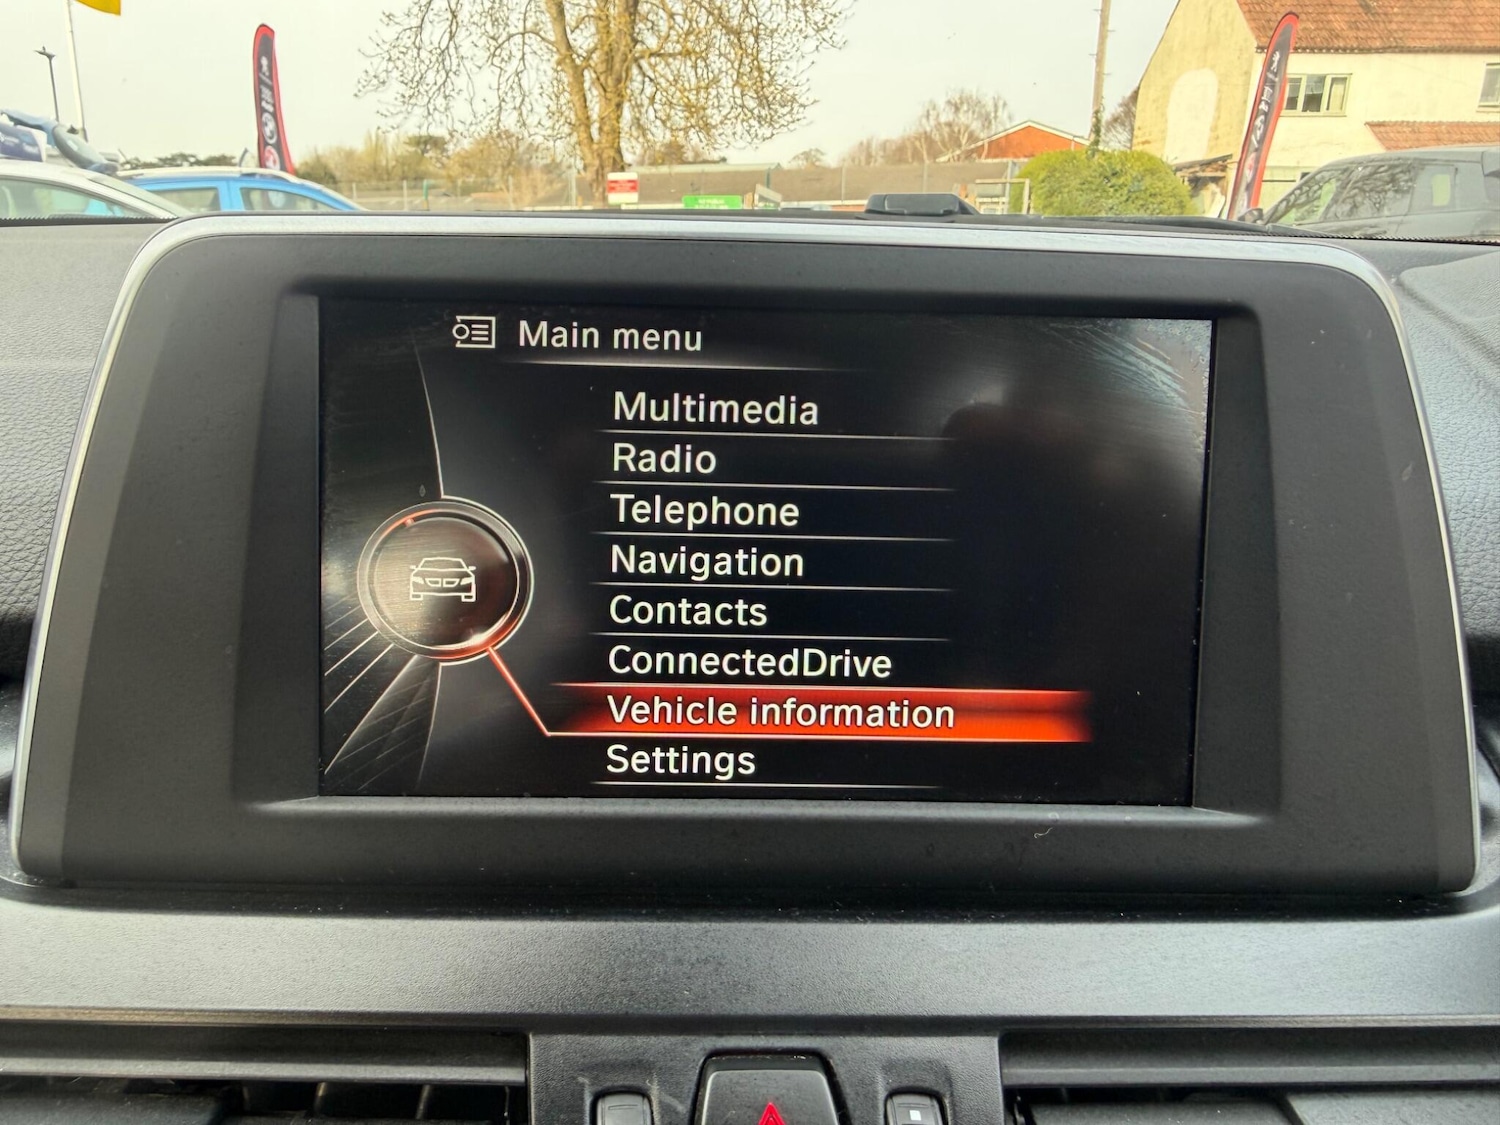 Main menu
Multimedia
Radio
Telephone
Navigation
Contacts
ConnectedDrive
Vehicle information
Settings